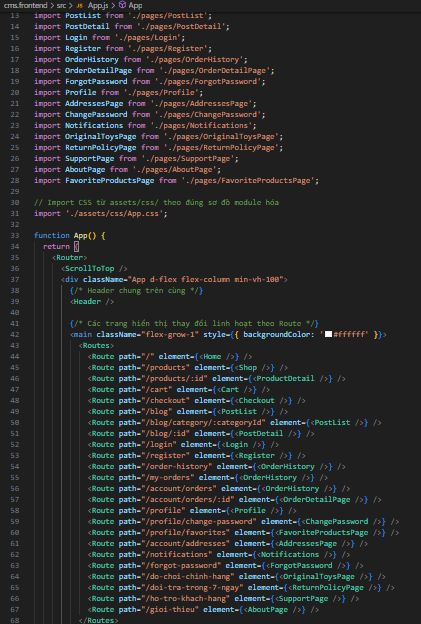 cms.frontend > src > JS App.js > App
13 import PostList from './pages/PostList';
14 import PostDetail from './pages/PostDetail';
15 import Login from './pages/Login';
16 import Register from './pages/Register';
17 import OrderHistory from './pages/OrderHistory';
18 import OrderDetailPage from './pages/OrderDetailPage';
19 import ForgotPassword from './pages/ForgotPassword';
20 import Profile from './pages/Profile';
21 import AddressesPage from './pages/AddressesPage';
22 import ChangePassword from './pages/ChangePassword';
23 import Notifications from './pages/Notifications';
24 import OriginalToysPage from './pages/OriginalToysPage';
25 import ReturnPolicyPage from './pages/ReturnPolicyPage';
26 import SupportPage from './pages/SupportPage';
27 import AboutPage from './pages/AboutPage';
28 import FavoriteProductsPage from './pages/FavoriteProductsPage';
29
30 // Import CSS từ assets/css/ theo đúng sơ đồ module hóa
31 import './assets/css/App.css';
32
33 function App() {
34 return (
35 <Router>
36 <ScrollToTop />
37 <div className="App d-flex flex-column min-vh-100">
38 {/* Header chung trên cùng */}
39 <Header />
40
41 {/* Các trang hiển thị thay đổi linh hoạt theo Route */}
42 <main className="flex-grow-1" style={{ backgroundColor: '#ffffff' }}>
43 <Routes>
44 <Route path="/" element={<Home />} />
45 <Route path="/products" element={<Shop />} />
46 <Route path="/products/:id" element={<ProductDetail />} />
47 <Route path="/cart" element={<Cart />} />
48 <Route path="/checkout" element={<Checkout />} />
49 <Route path="/blog" element={<PostList />} />
50 <Route path="/blog/category/:categoryId" element={<PostList />} />
51 <Route path="/blog/:id" element={<PostDetail />} />
52 <Route path="/login" element={<Login />} />
53 <Route path="/register" element={<Register />} />
54 <Route path="/order-history" element={<OrderHistory />} />
55 <Route path="/my-orders" element={<OrderHistory />} />
56 <Route path="/account/orders" element={<OrderHistory />} />
57 <Route path="/account/orders/:id" element={<OrderDetailPage />} />
58 <Route path="/profile" element={<Profile />} />
59 <Route path="/profile/change-password" element={<ChangePassword />} />
60 <Route path="/profile/favorites" element={<FavoriteProductsPage />} />
61 <Route path="/account/addresses" element={<AddressesPage />} />
62 <Route path="/notifications" element={<Notifications />} />
63 <Route path="/forgot-password" element={<ForgotPassword />} />
64 <Route path="/do-choi-chinh-hang" element={<OriginalToysPage />} />
65 <Route path="/doi-tra-trong-7-ngay" element={<ReturnPolicyPage />} />
66 <Route path="/ho-tro-khach-hang" element={<SupportPage />} />
67 <Route path="/gioi-thieu" element={<AboutPage />} />
68 </Routes>